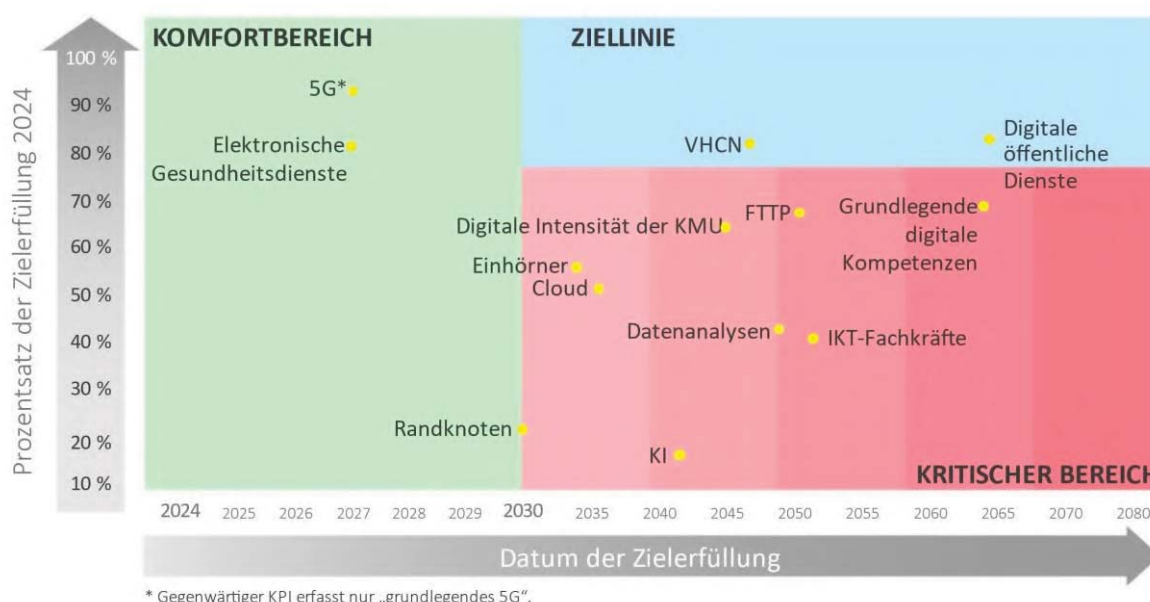 KOMFORTBEREICH
ZIELLINIE
Prozentsatz der Zielerfüllung 2024
100 %
90 %
80 %
70 %
60 %
50 %
40 %
30 %
20 %
10 %
5G*
Elektronische
Gesundheitsdienste
VHCN
Digitale
öffentliche
Dienste
Digitale Intensität der KMU
FTTP
Grundlegende
digitale
Kompetenzen
Einhörner
Cloud
Datenanalysen
IKT-Fachkräfte
Randknoten
KI
KRITISCHER BEREICH
2024 2025 2026 2027 2028 2029 2030 2035 2040 2045 2050 2055 2060 2065 2070 2080
Datum der Zielerfüllung
* Gegenwärtiger KPI erfasst nur „grundlegendes 5G“.